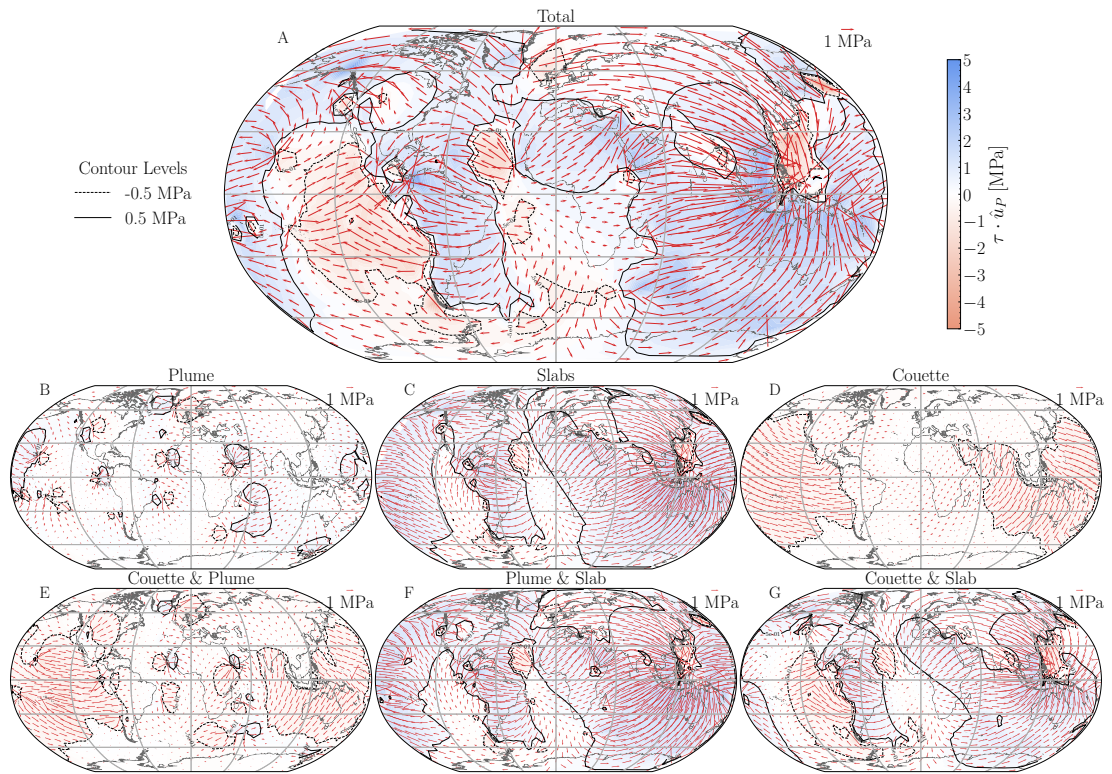 Total
A
1 MPa
Contour Levels
-0.5 MPa
0.5 MPa
5
4
3
2
1
0
−1
−2
−3
−4
−5
τ · û_P [MPa]
Plume
B
1 MPa
Slabs
C
1 MPa
Couette
D
1 MPa
Couette & Plume
E
1 MPa
Plume & Slab
F
1 MPa
Couette & Slab
G
1 MPa